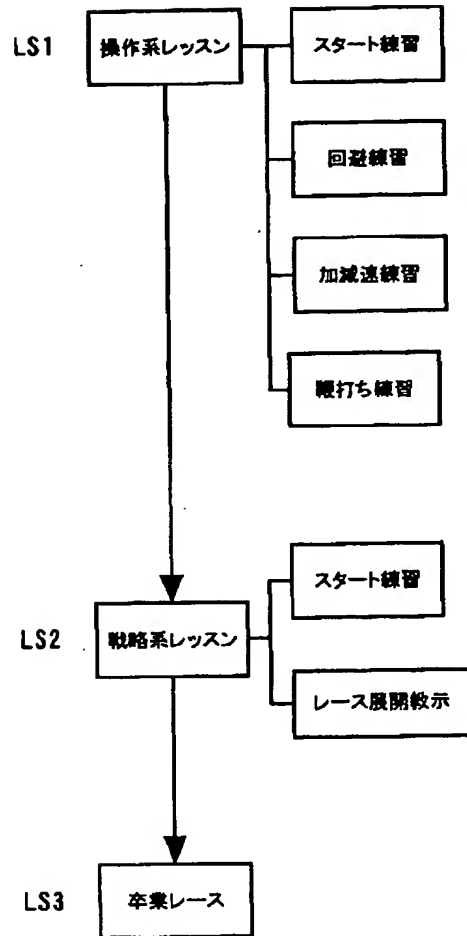 LS1
操作系レッスン
スタート練習
回避練習
加減速練習
鞭打ち練習
LS2
戦略系レッスン
スタート練習
レース展開教示
LS3
卒業レース